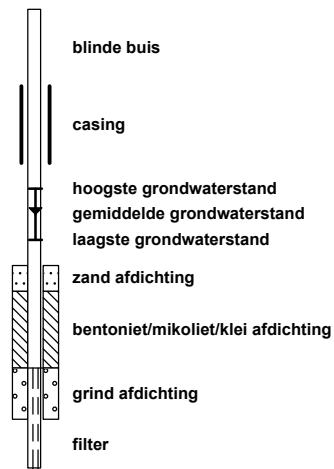 blinde buis
casing
hoogste grondwaterstand
gemiddelde grondwaterstand
laagste grondwaterstand
zand afdichting
bentoniet/mikoliet/klei afdichting
grind afdichting
filter